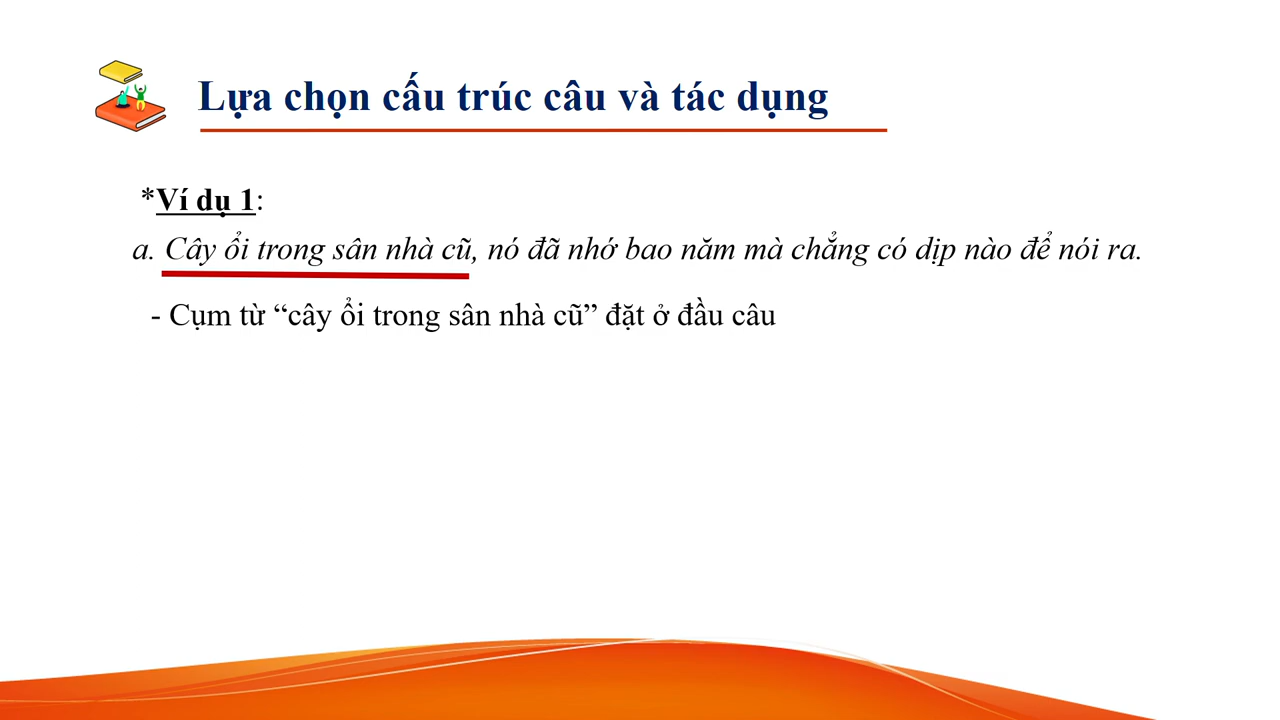 Lựa chọn cấu trúc câu và tác dụng
*Ví dụ 1:
a. Cây ổi trong sân nhà cũ, nó đã nhớ bao năm mà chẳng có dịp nào để nói ra.
- Cụm từ “cây ổi trong sân nhà cũ” đặt ở đầu câu